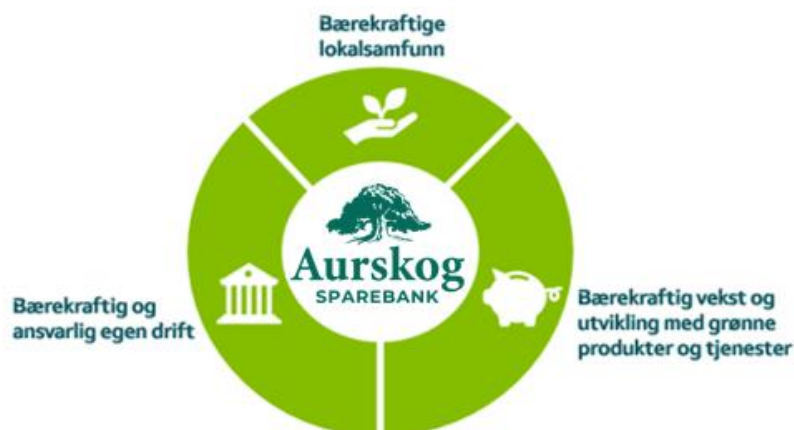 Bærekraftige
lokalsamfunn
Aurskog
SPAREBANK
Bærekraftig og
ansvarlig egen drift
Bærekraftig vekst og
utvikling med grønne
produkter og tjenester